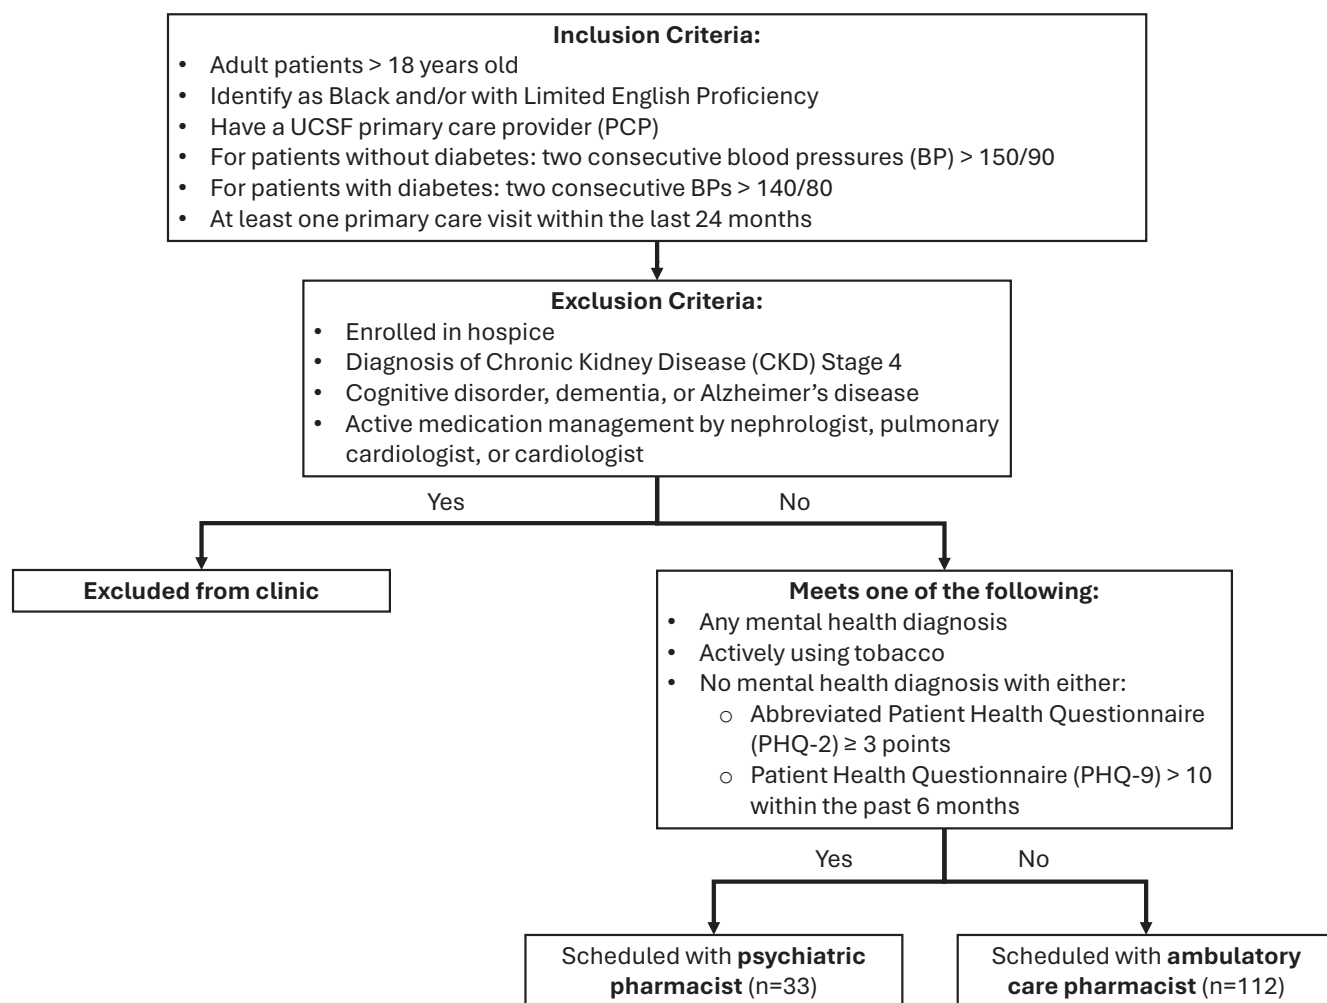 Inclusion Criteria:
• Adult patients > 18 years old
• Identify as Black and/or with Limited English Proficiency
• Have a UCSF primary care provider (PCP)
• For patients without diabetes: two consecutive blood pressures (BP) > 150/90
• For patients with diabetes: two consecutive BPs > 140/80
• At least one primary care visit within the last 24 months
Exclusion Criteria:
• Enrolled in hospice
• Diagnosis of Chronic Kidney Disease (CKD) Stage 4
• Cognitive disorder, dementia, or Alzheimer’s disease
• Active medication management by nephrologist, pulmonary
cardiologist, or cardiologist
Yes
No
Excluded from clinic
Meets one of the following:
• Any mental health diagnosis
• Actively using tobacco
• No mental health diagnosis with either:
o Abbreviated Patient Health Questionnaire
(PHQ-2) ≥ 3 points
o Patient Health Questionnaire (PHQ-9) > 10
within the past 6 months
Yes
No
Scheduled with psychiatric
pharmacist (n=33)
Scheduled with ambulatory
care pharmacist (n=112)